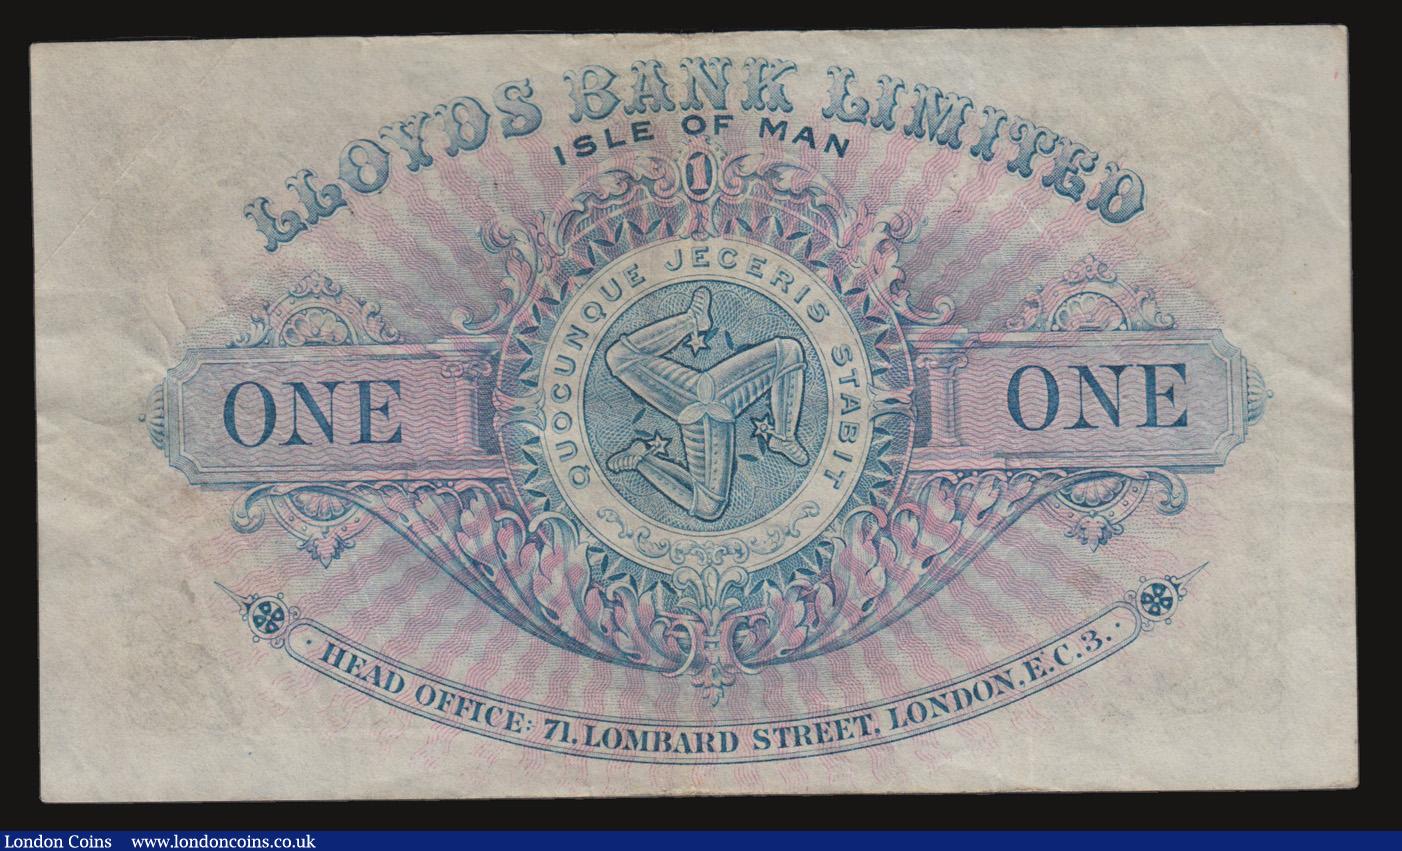 LLOYDS BANK LIMITED
ISLE OF MAN
1
QUOCUNQUE JECERIS STABIT
ONE
ONE
HEAD OFFICE: 71, LOMBARD STREET, LONDON. E.C.3.
London Coins www.londoncoins.co.uk